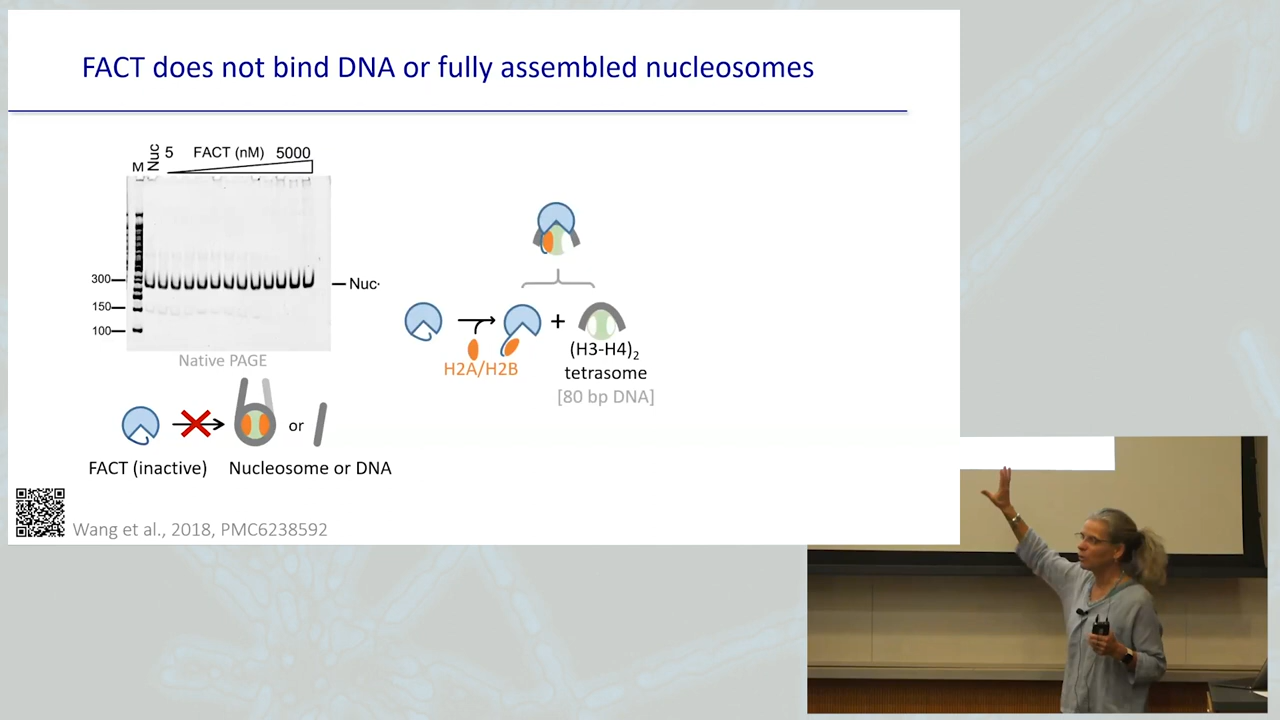 FACT does not bind DNA or fully assembled nucleosomes
M Nuc 5 FACT (nM) 5000
300
150
100
Nuc
Native PAGE
FACT (inactive)
or
Nucleosome or DNA
H2A/H2B
+
(H3-H4)2
tetrasome
[80 bp DNA]
Wang et al., 2018, PMC6238592